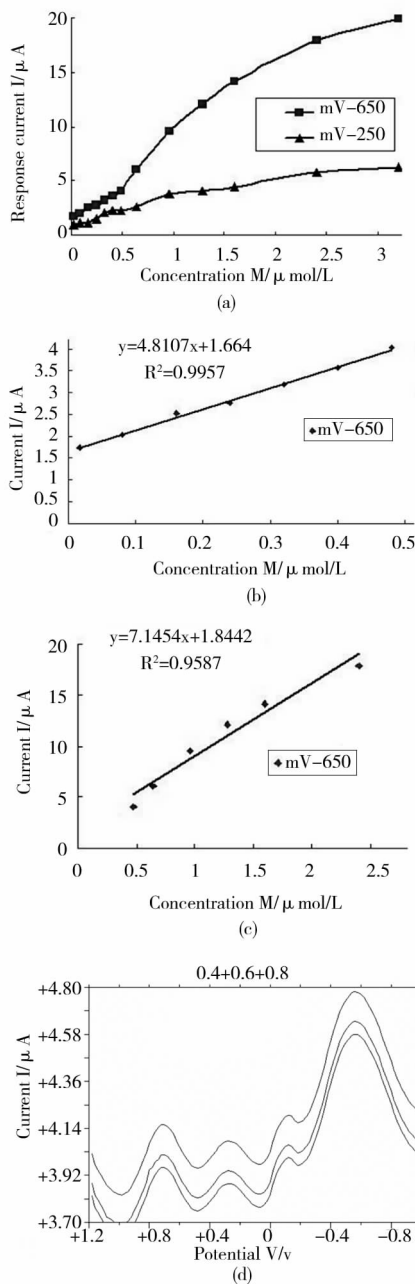 20
15
10
5
0
Response current I/μ A
mV-650
mV-250
0 0.5 1 1.5 2 2.5 3
Concentration M/μ mol/L
(a)
y=4.8107x+1.664
R²=0.9957
4
3.5
3
2.5
2
1.5
1
0.5
0
Current I/μ A
mV-650
0 0.1 0.2 0.3 0.4 0.5
Concentration M/μ mol/L
(b)
y=7.1454x+1.8442
R²=0.9587
20
15
10
5
0
Current I/μ A
mV-650
0 0.5 1 1.5 2 2.5
Concentration M/μ mol/L
(c)
0.4+0.6+0.8
+4.80
+4.58
+4.36
+4.14
+3.92
+3.70
Current I/μ A
+1.2 +0.8 +0.4 0 -0.4 -0.8
Potential V/v
(d)